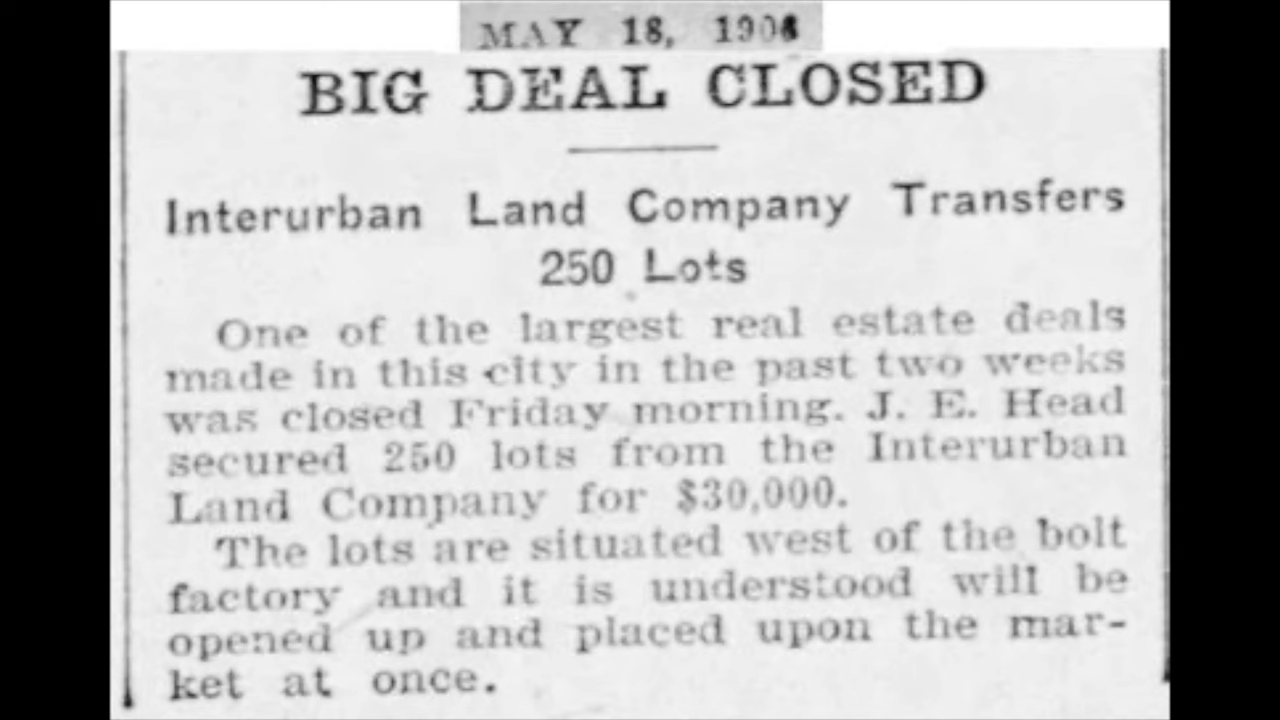 MAY 18, 1906
BIG DEAL CLOSED
Interurban Land Company Transfers
250 Lots
One of the largest real estate deals
made in this city in the past two weeks
was closed Friday morning. J. E. Head
secured 250 lots from the Interurban
Land Company for $30,000.
The lots are situated west of the bolt
factory and it is understood will be
opened up and placed upon the mar-
ket at once.